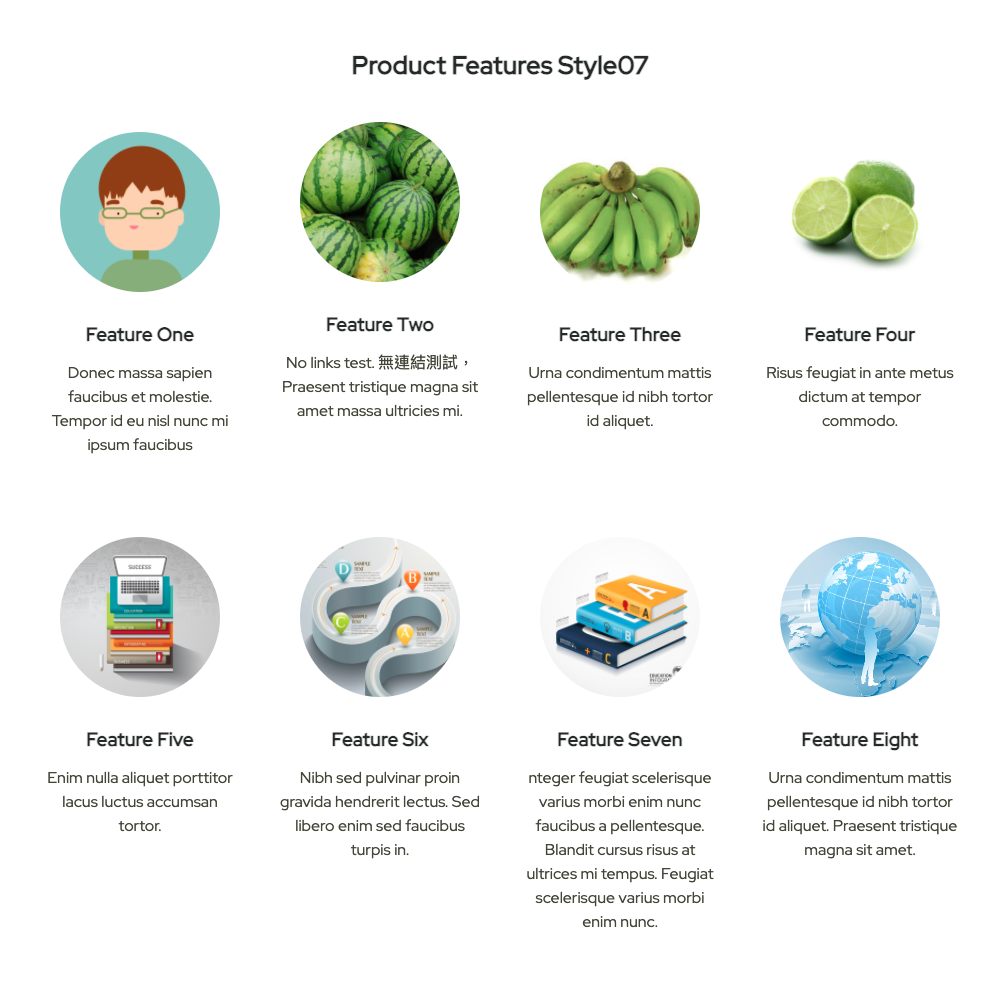 Product Features Style07
Feature One
Donec massa sapien
faucibus et molestie.
Tempor id eu nisl nunc mi
ipsum faucibus
Feature Two
No links test. 無連結測試，
Praesent tristique magna sit
amet massa ultricies mi.
Feature Three
Urna condimentum mattis
pellentesque id nibh tortor
id aliquet.
Feature Four
Risus feugiat in ante metus
dictum at tempor
commodo.
SUCCESS
EDUCATION
Feature Five
Enim nulla aliquet porttitor
lacus luctus accumsan
tortor.
D
SAMPLE
TEXT
B
SAMPLE
TEXT
C
SAMPLE
TEXT
A
SAMPLE
TEXT
Feature Six
Nibh sed pulvinar proin
gravida hendrerit lectus. Sed
libero enim sed faucibus
turpis in.
A
A
B
C
EDUCATION
Feature Seven
nteger feugiat scelerisque
varius morbi enim nunc
faucibus a pellentesque.
Blandit cursus risus at
ultrices mi tempus. Feugiat
scelerisque varius morbi
enim nunc.
Feature Eight
Urna condimentum mattis
pellentesque id nibh tortor
id aliquet. Praesent tristique
magna sit amet.